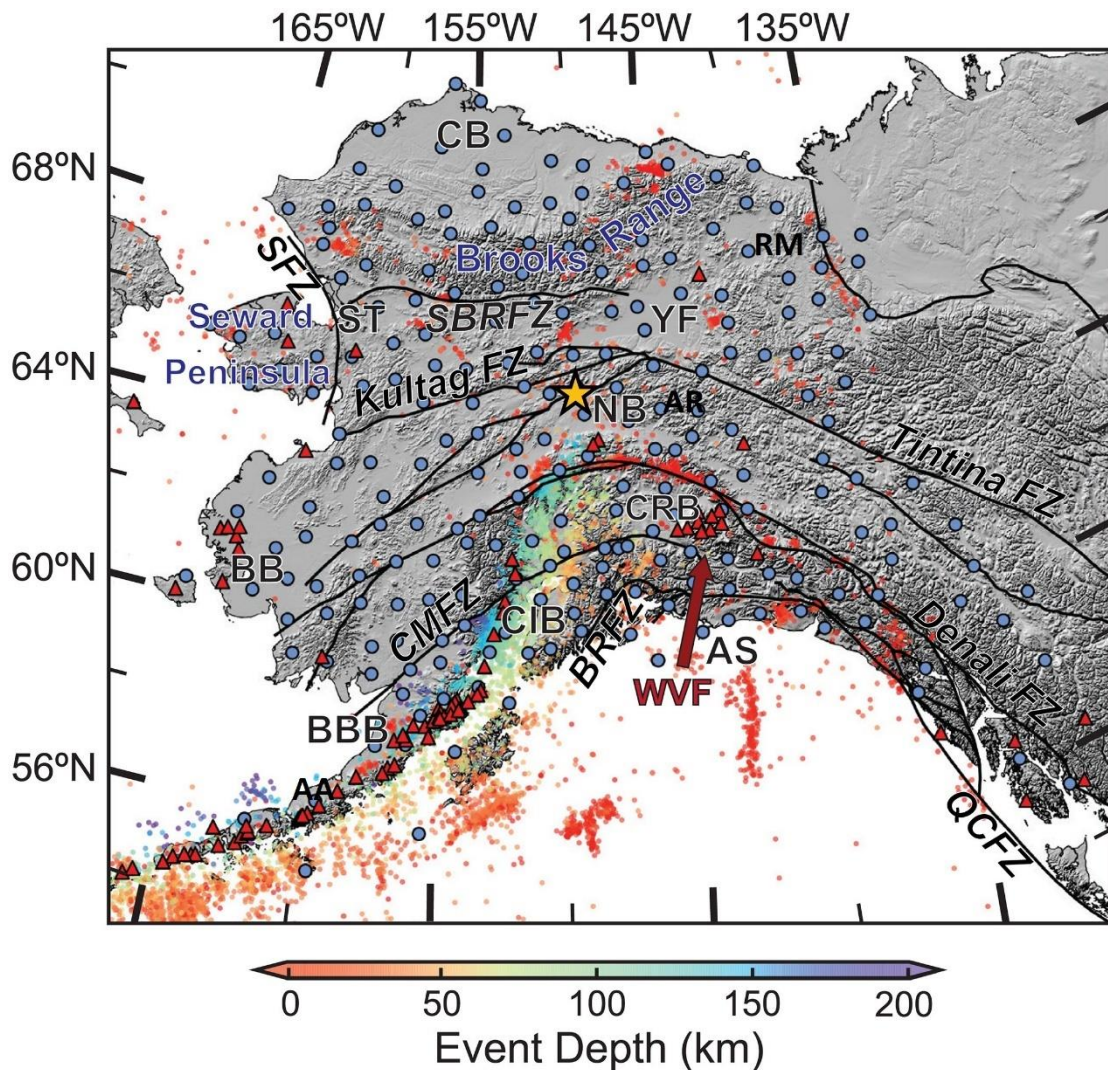 165ºW 155ºW 145ºW 135ºW
68ºN
64ºN
60ºN
56ºN
CB
Brooks
Range
RM
SFZ
Seward
Peninsula
ST
SBRFZ
YF
Kultag FZ
NB
AR
Tintina FZ
CRB
BB
CMFZ
CIB
BRFZ
AS
WVF
Denali FZ
BBB
AA
QCFZ
0 50 100 150 200
Event Depth (km)